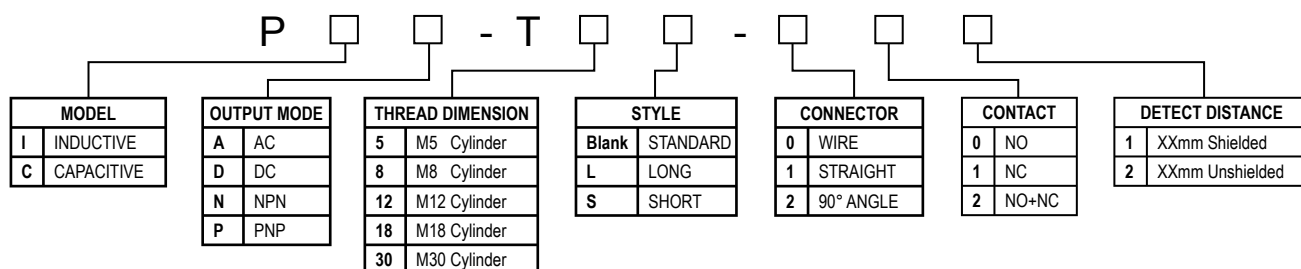 P □ □ - T □ □ - □ □ □
MODEL
I INDUCTIVE
C CAPACITIVE
OUTPUT MODE
A AC
D DC
N NPN
P PNP
THREAD DIMENSION
5 M5 Cylinder
8 M8 Cylinder
12 M12 Cylinder
18 M18 Cylinder
30 M30 Cylinder
STYLE
Blank STANDARD
L LONG
S SHORT
CONNECTOR
0 WIRE
1 STRAIGHT
2 90° ANGLE
CONTACT
0 NO
1 NC
2 NO+NC
DETECT DISTANCE
1 XXmm Shielded
2 XXmm Unshielded